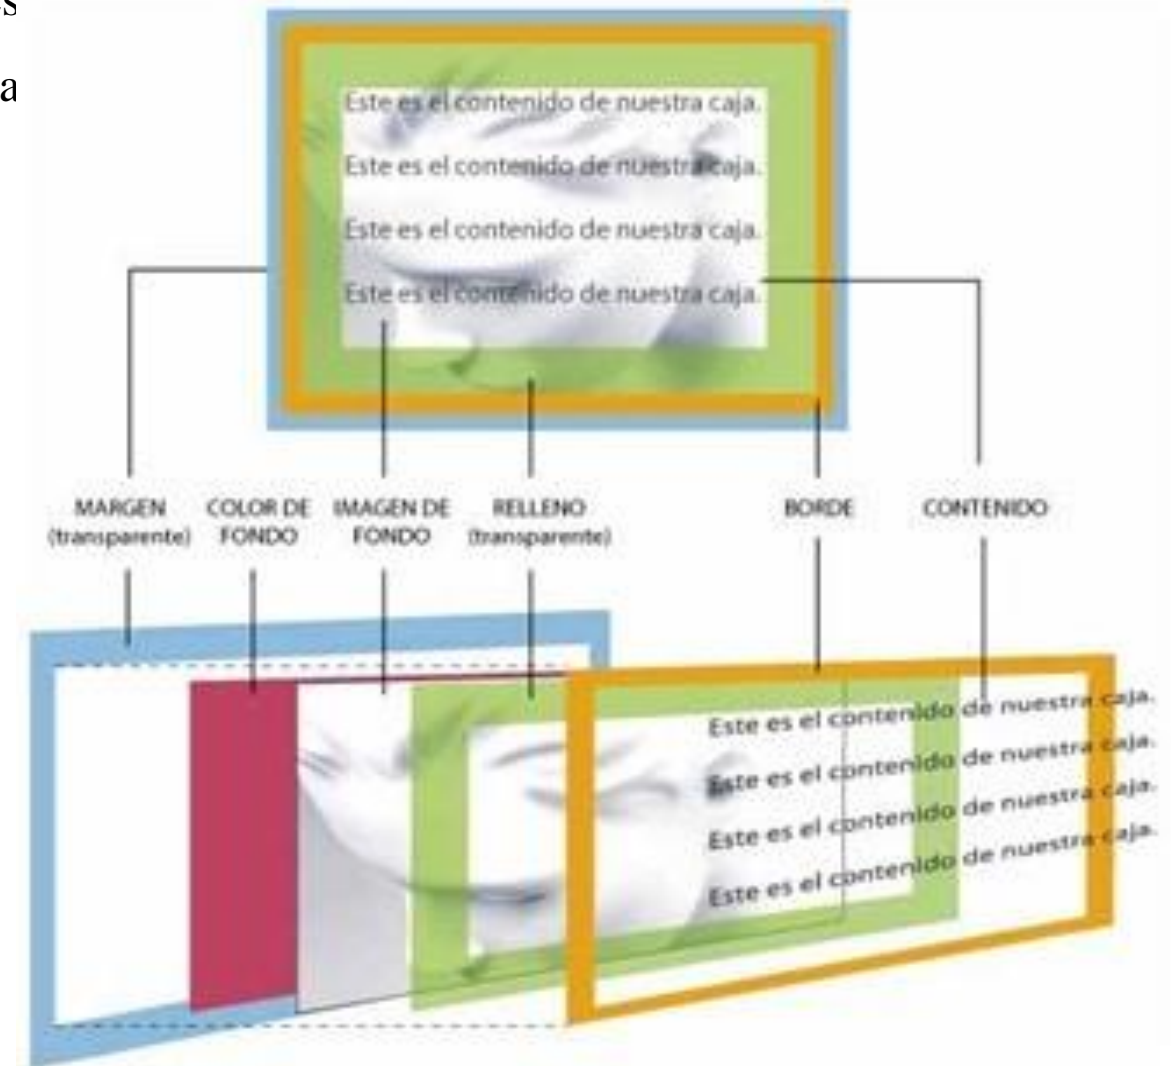 s
a
Este es el contenido de nuestra caja.
Este es el contenido de nuestra caja.
Este es el contenido de nuestra caja.
Este es el contenido de nuestra caja.
MARGEN
(transparente)
COLOR DE
FONDO
IMAGEN DE
FONDO
RELLENO
(transparente)
BORDE
CONTENIDO
Este es el contenido de nuestra caja.
Este es el contenido de nuestra caja.
Este es el contenido de nuestra caja.
Este es el contenido de nuestra caja.